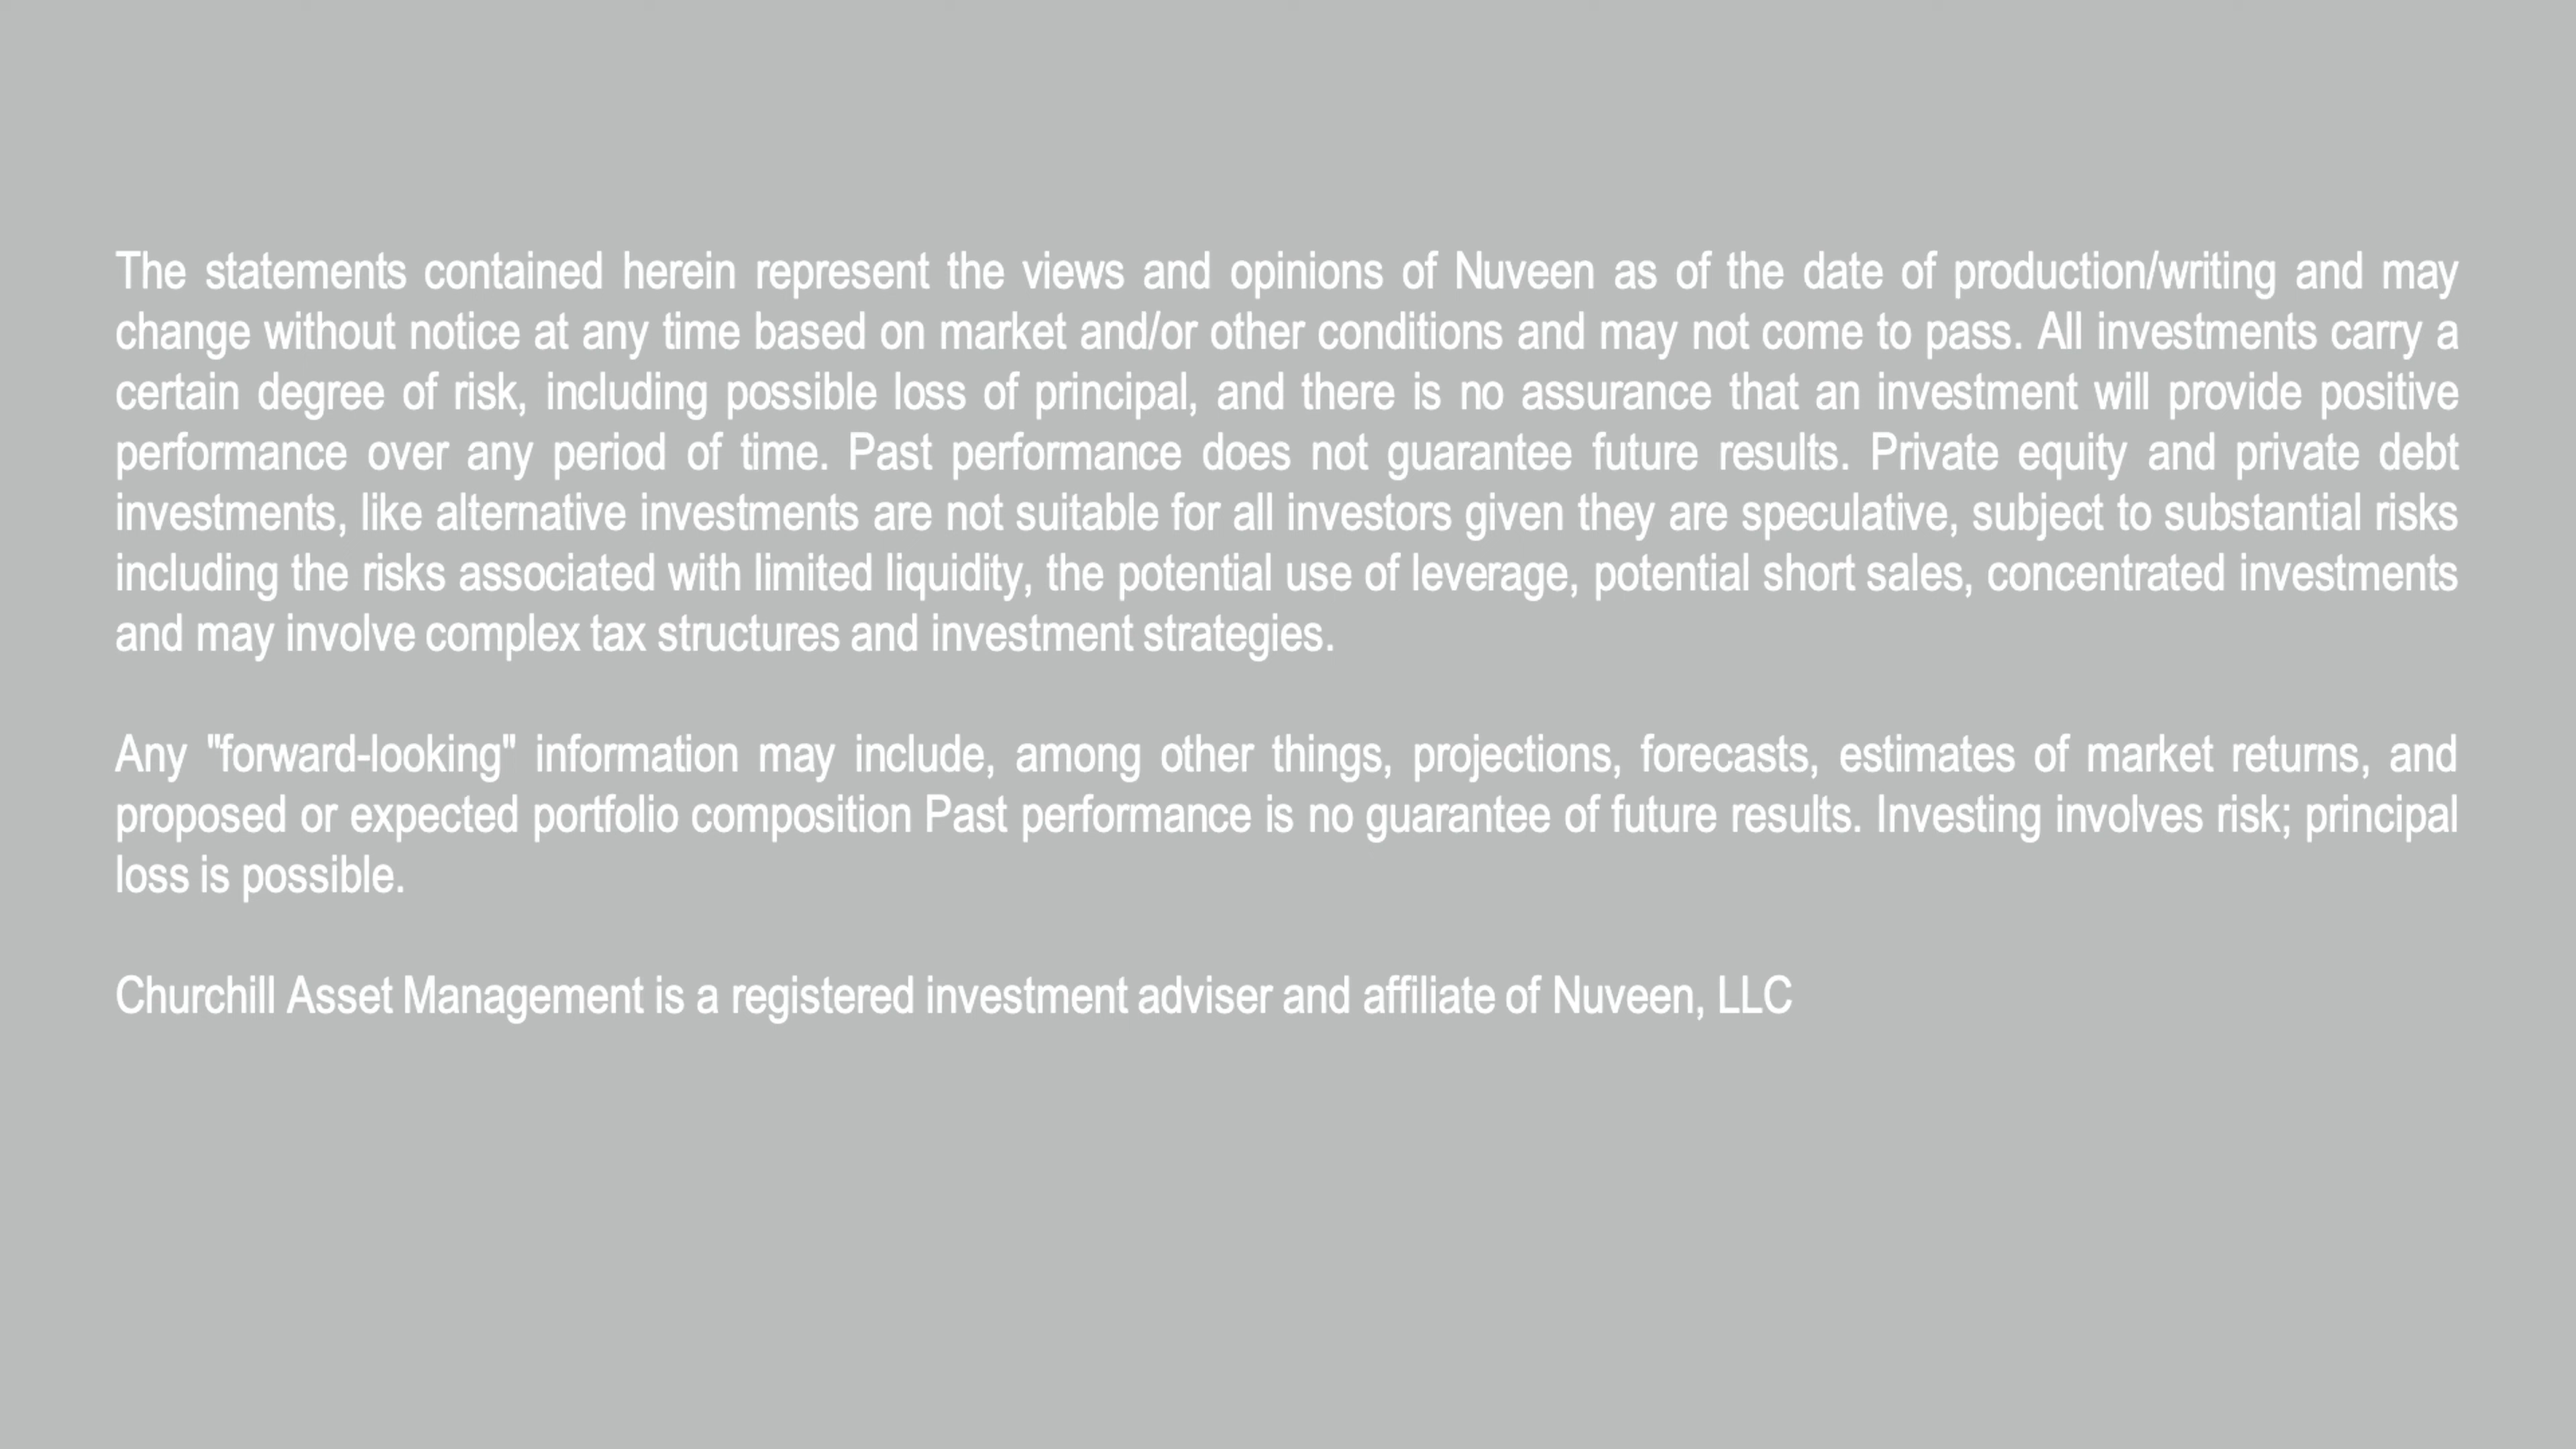 The statements contained herein represent the views and opinions of Nuveen as of the date of production/writing and may
change without notice at any time based on market and/or other conditions and may not come to pass. All investments carry a
certain degree of risk, including possible loss of principal, and there is no assurance that an investment will provide positive
performance over any period of time. Past performance does not guarantee future results. Private equity and private debt
investments, like alternative investments are not suitable for all investors given they are speculative, subject to substantial risks
including the risks associated with limited liquidity, the potential use of leverage, potential short sales, concentrated investments
and may involve complex tax structures and investment strategies.
Any "forward-looking" information may include, among other things, projections, forecasts, estimates of market returns, and
proposed or expected portfolio composition Past performance is no guarantee of future results. Investing involves risk; principal
loss is possible.
Churchill Asset Management is a registered investment adviser and affiliate of Nuveen, LLC